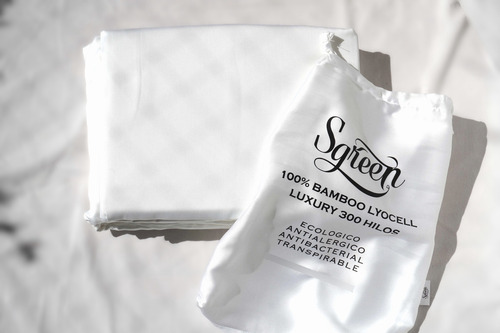 Sgreen
100% BAMBOO LYOCELL
LUXURY 300 HILOS
ECOLOGICO
ANTIALERGICO
ANTIBACTERIAL
TRANSPIRABLE